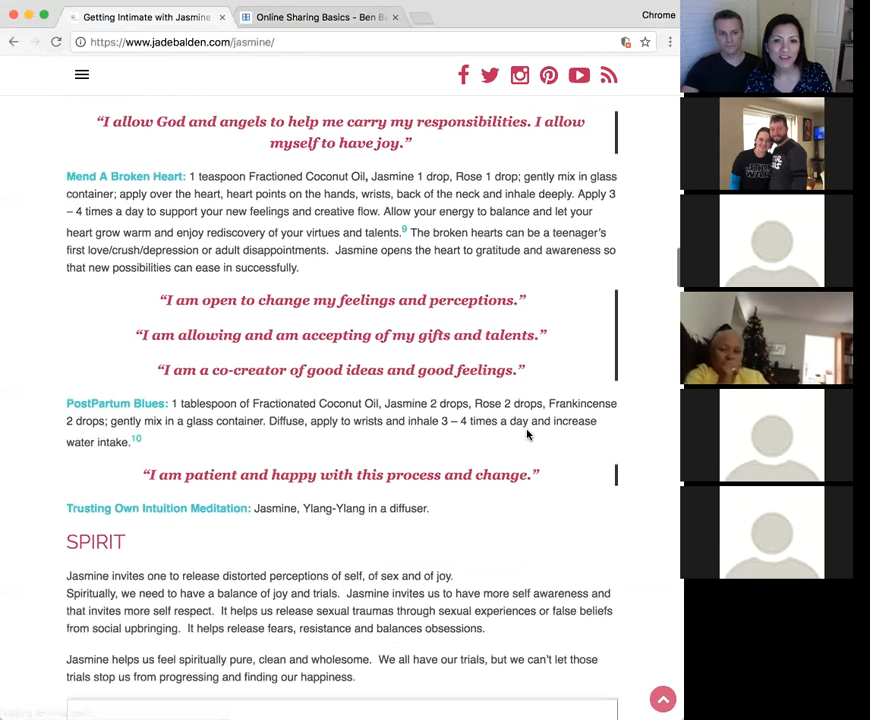 Getting Intimate with Jasmine
Online Sharing Basics - Ben Ba
Chrome
https://www.jadebalden.com/jasmine/
“I allow God and angels to help me carry my responsibilities. I allow
myself to have joy.”
Mend A Broken Heart: 1 teaspoon Fractioned Coconut Oil, Jasmine 1 drop, Rose 1 drop; gently mix in glass
container; apply over the heart, heart points on the hands, wrists, back of the neck and inhale deeply. Apply 3
– 4 times a day to support your new feelings and creative flow. Allow your energy to balance and let your
heart grow warm and enjoy rediscovery of your virtues and talents.9 The broken hearts can be a teenager’s
first love/crush/depression or adult disappointments. Jasmine opens the heart to gratitude and awareness so
that new possibilities can ease in successfully.
“I am open to change my feelings and perceptions.”
“I am allowing and am accepting of my gifts and talents.”
“I am a co-creator of good ideas and good feelings.”
PostPartum Blues: 1 tablespoon of Fractionated Coconut Oil, Jasmine 2 drops, Rose 2 drops, Frankincense
2 drops; gently mix in a glass container. Diffuse, apply to wrists and inhale 3 – 4 times a day and increase
water intake.10
“I am patient and happy with this process and change.”
Trusting Own Intuition Meditation: Jasmine, Ylang-Ylang in a diffuser.
SPIRIT
Jasmine invites one to release distorted perceptions of self, of sex and of joy.
Spiritually, we need to have a balance of joy and trials. Jasmine invites us to have more self awareness and
that invites more self respect. It helps us release sexual traumas through sexual experiences or false beliefs
from social upbringing. It helps release fears, resistance and balances obsessions.
Jasmine helps us feel spiritually pure, clean and wholesome. We all have our trials, but we can’t let those
trials stop us from progressing and finding our happiness.